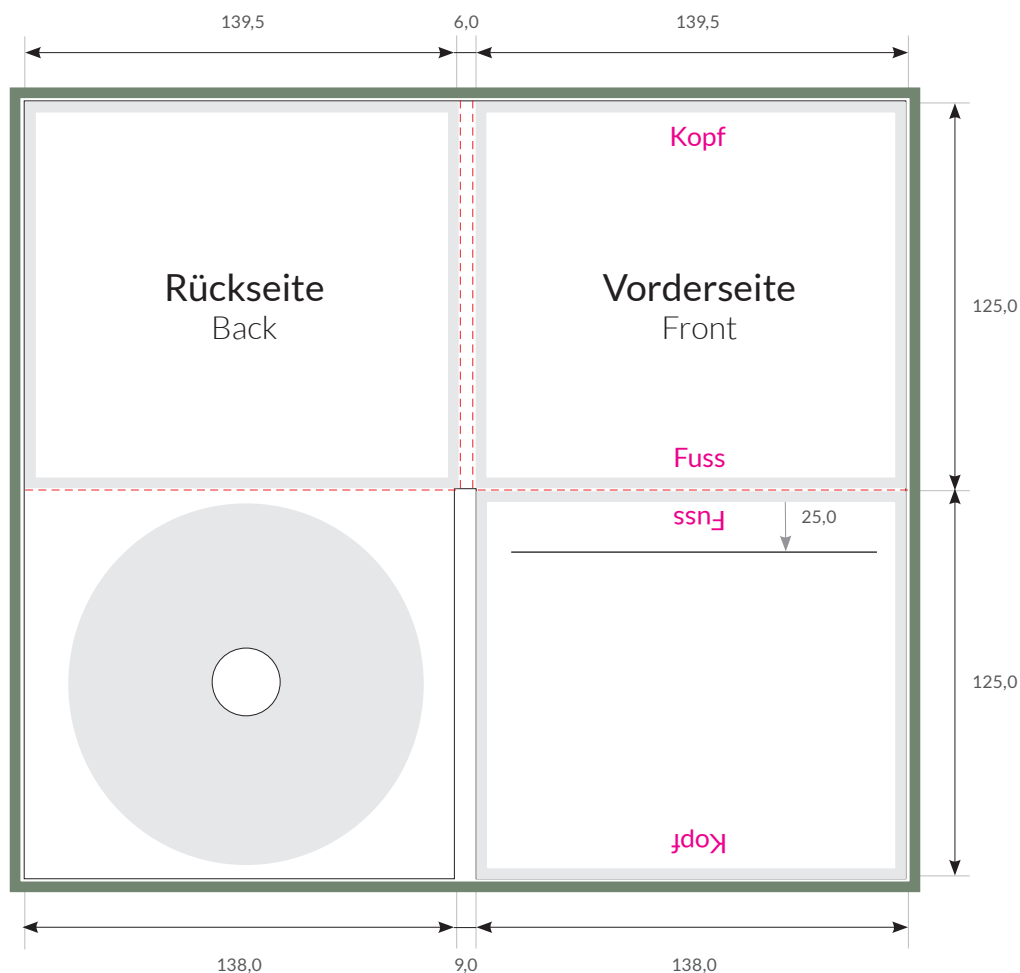 139,5 6,0 139,5
Kopf
Rückseite
Back
Vorderseite
Front
125,0
Fuss
Fuss
25,0
125,0
Kopf
138,0 9,0 138,0